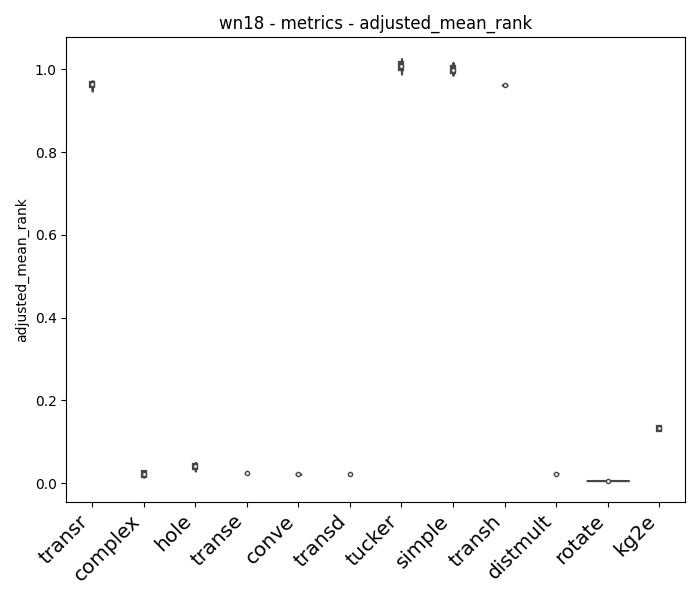 wn18 - metrics - adjusted_mean_rank
adjusted_mean_rank
1.0
0.8
0.6
0.4
0.2
0.0
transr
complex
hole
transe
conve
transd
tucker
simple
transh
distmult
rotate
kg2e